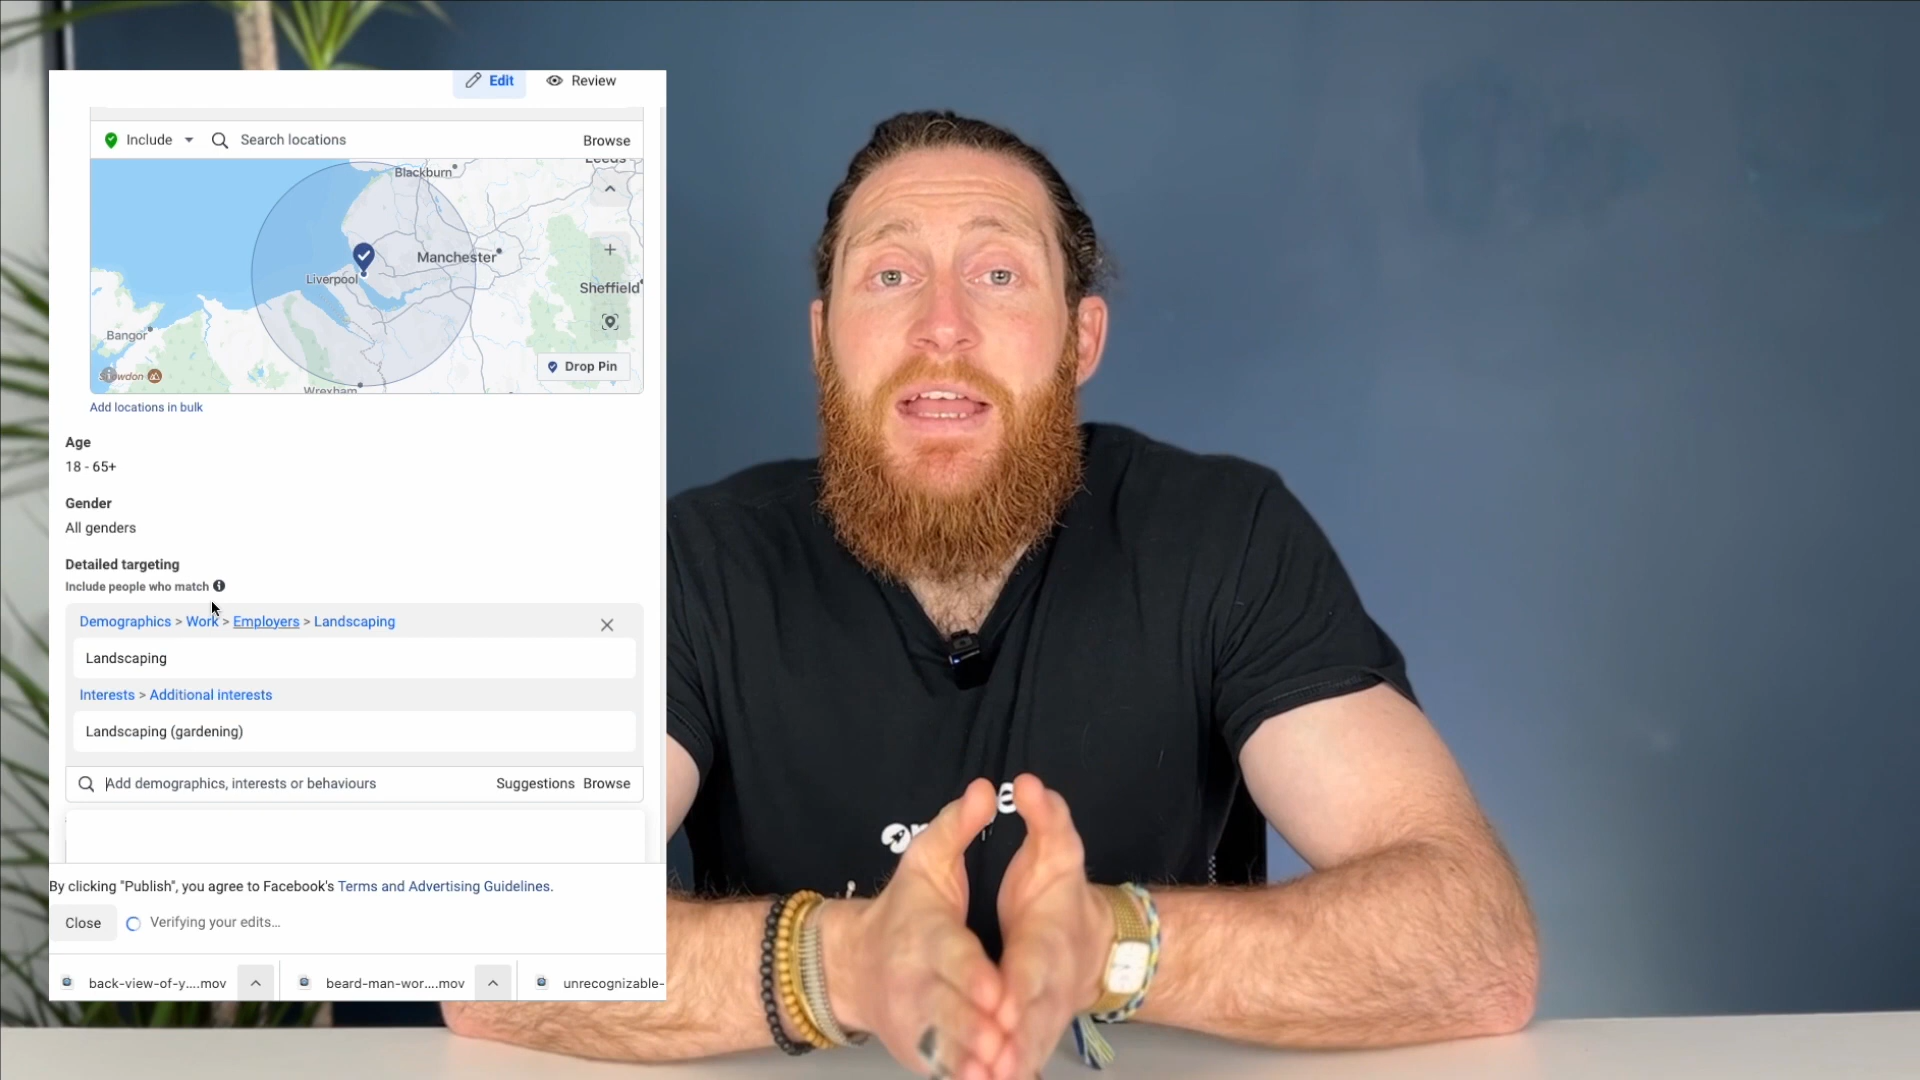 Edit Review
Include Search locations Browse
Leeds
Blackburn
Manchester
Liverpool
Sheffield
Bangor
Snowdon
Drop Pin
Wrexham
Add locations in bulk
Age
18 - 65+
Gender
All genders
Detailed targeting
Include people who match
Demographics > Work > Employers > Landscaping
Landscaping
Interests > Additional interests
Landscaping (gardening)
Add demographics, interests or behaviours Suggestions Browse
By clicking "Publish", you agree to Facebook's Terms and Advertising Guidelines.
Close Verifying your edits...
back-view-of-y....mov beard-man-wor....mov unrecognizable-